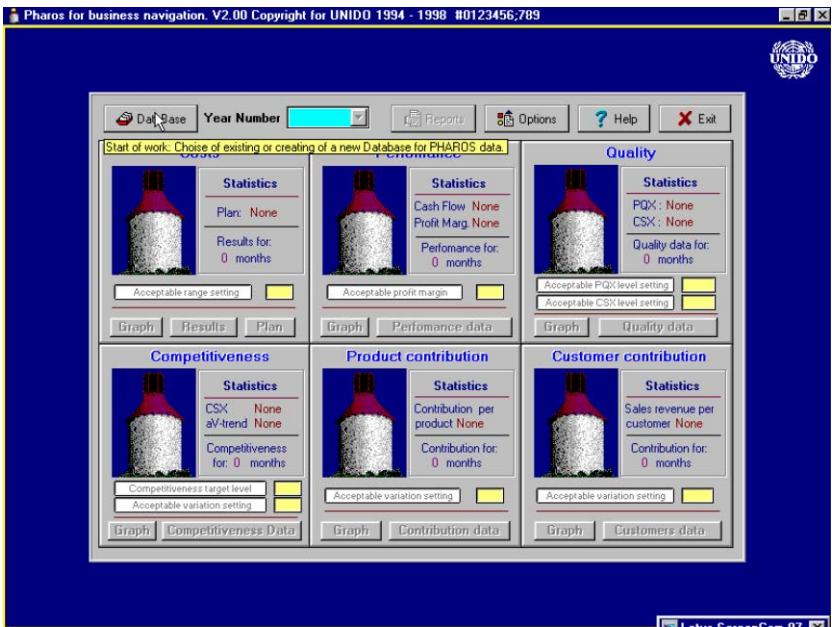 Pharos for business navigation. V2.00 Copyright for UNIDO 1994 - 1998 #0123456;789
UNIDO
DataBase Year Number Reports Options ? Help X Exit
Start of work: Choise of existing or creating of a new Database for PHAROS data.
Costs
Statistics
Plan: None
Results for:
0 months
Acceptable range setting
Graph Results Plan
Perfomance
Statistics
Cash Flow None
Profit Marg. None
Perfomance for:
0 months
Acceptable profit margin
Graph Perfomance data
Quality
Statistics
PQX : None
CSX : None
Quality data for:
0 months
Acceptable PQX level setting
Acceptable CSX level setting
Graph Quality data
Competitiveness
Statistics
CSX None
aV-trend None
Competitiveness
for: 0 months
Competitiveness target level
Acceptable variation setting
Graph Competitiveness Data
Product contribution
Statistics
Contribution per
product None
Contribution for:
0 months
Acceptable variation setting
Graph Contribution data
Customer contribution
Statistics
Sales revenue per
customer None
Contribution for:
0 months
Acceptable variation setting
Graph Customers data
Lotus ScreenCam 97